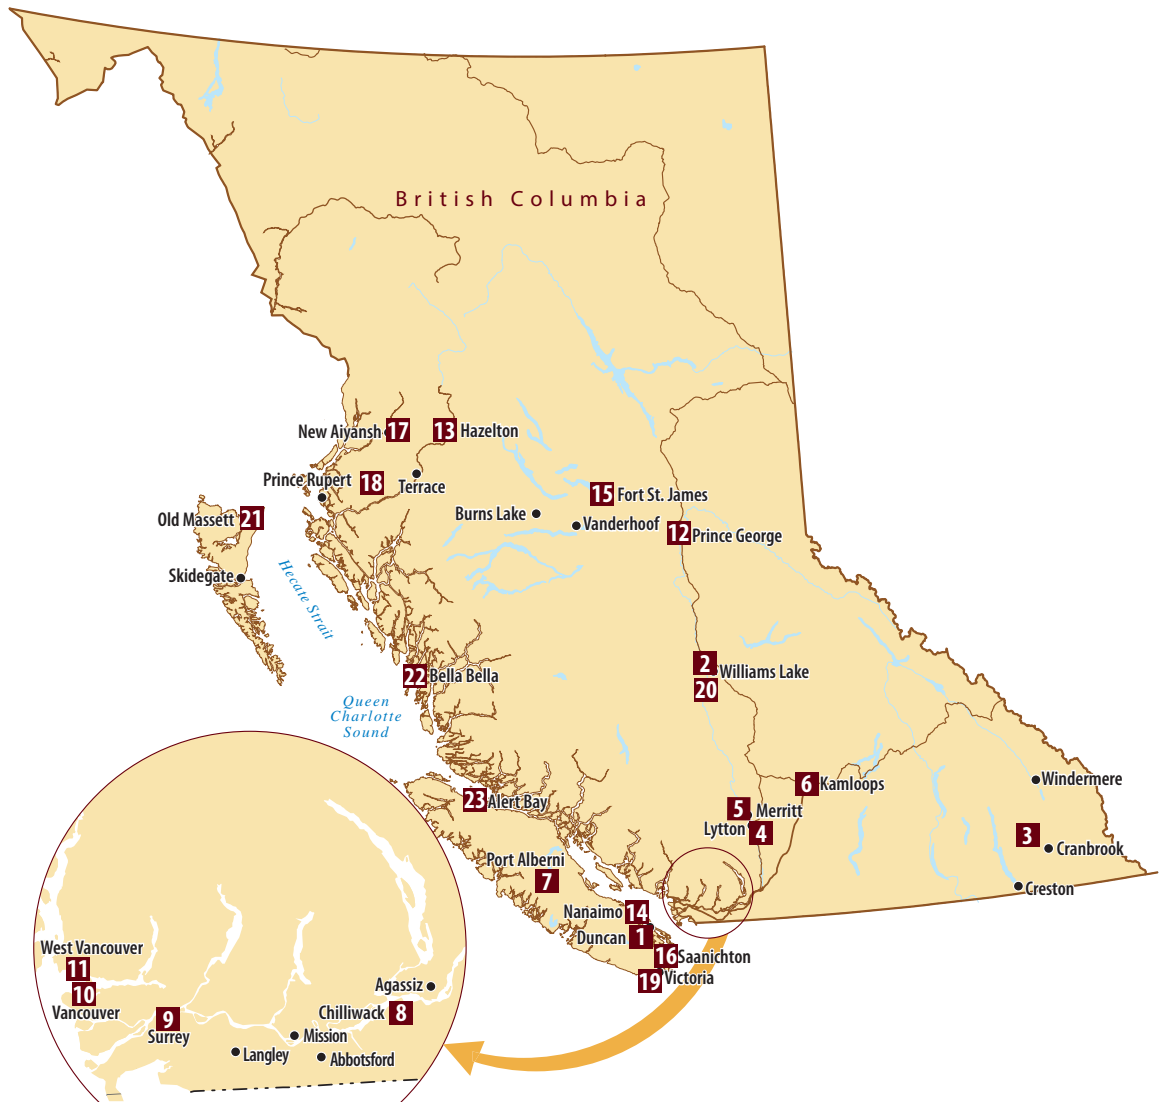 British Columbia
New Aiyansh 17
13 Hazelton
Prince Rupert
18
Terrace
15 Fort St. James
Old Massett 21
Burns Lake
Vanderhoof
12 Prince George
Skidegate
Hecate Strait
2 Williams Lake
20
22 Bella Bella
Queen
Charlotte
Sound
Windermere
6 Kamloops
23 Alert Bay
5 Merritt
Lytton 4
3
Cranbrook
Port Alberni
7
Creston
Nanaimo 14
Duncan 1
16 Saanichton
19 Victoria
West Vancouver
11
10
Vancouver
Agassiz
Chilliwack 8
9
Surrey
Mission
Langley
Abbotsford